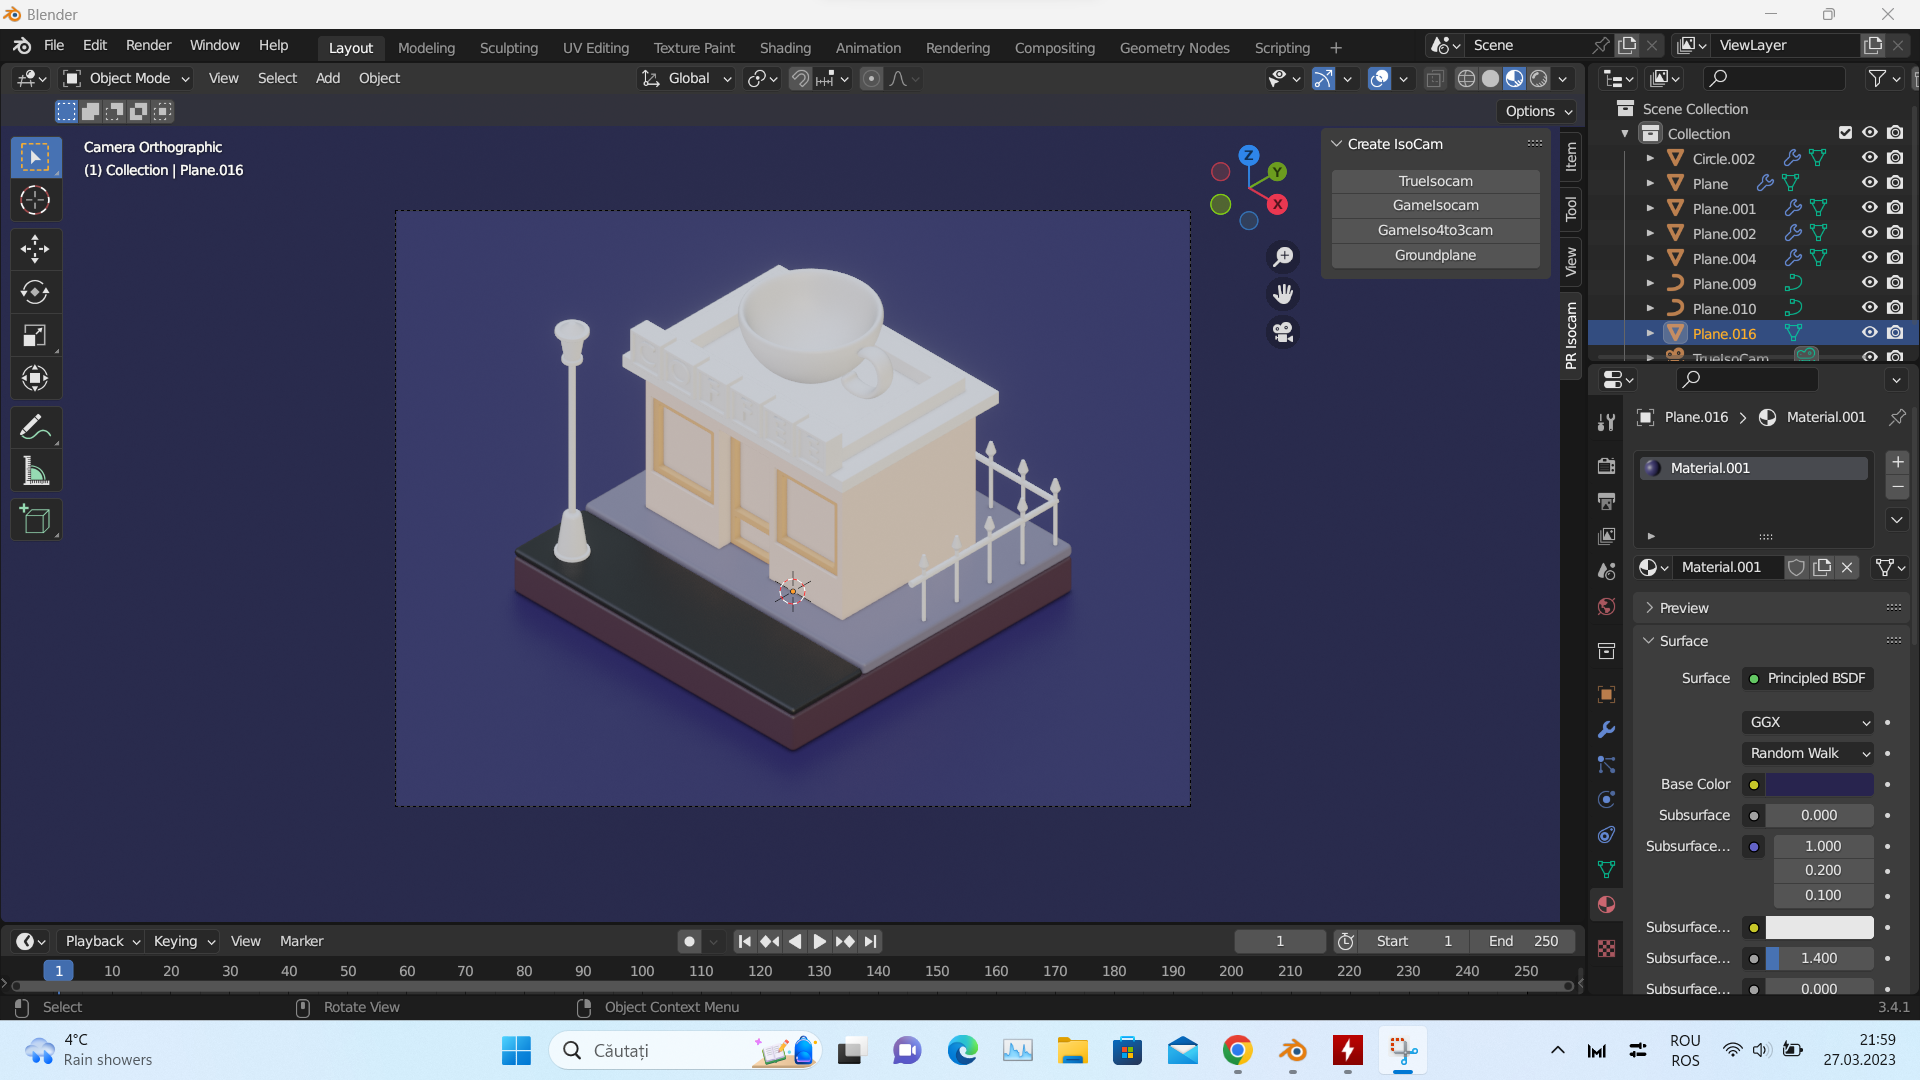 Blender
File Edit Render Window Help
Layout Modeling Sculpting UV Editing Texture Paint Shading Animation Rendering Compositing Geometry Nodes Scripting
Scene
ViewLayer
Object Mode View Select Add Object
Global
Options
Camera Orthographic
(1) Collection | Plane.016
Create IsoCam
TrueIsocam
GameIsocam
GameIso4to3cam
Groundplane
Item
Tool
View
PR Isocam
Z
Y
X
Scene Collection
Collection
Circle.002
Plane
Plane.001
Plane.002
Plane.004
Plane.009
Plane.010
Plane.016
TrueIsoCam
Plane.016 > Material.001
Material.001
Material.001
Preview
Surface
Surface Principled BSDF
GGX
Random Walk
Base Color
Subsurface 0.000
Subsurface... 1.000
0.200
0.100
Subsurface...
Subsurface... 1.400
Subsurface... 0.000
Playback Keying View Marker
1 Start 1 End 250
1 10 20 30 40 50 60 70 80 90 100 110 120 130 140 150 160 170 180 190 200 210 220 230 240 250
Select Rotate View Object Context Menu 3.4.1
4°C
Rain showers
Căutați
ROU
ROS
21:59
27.03.2023